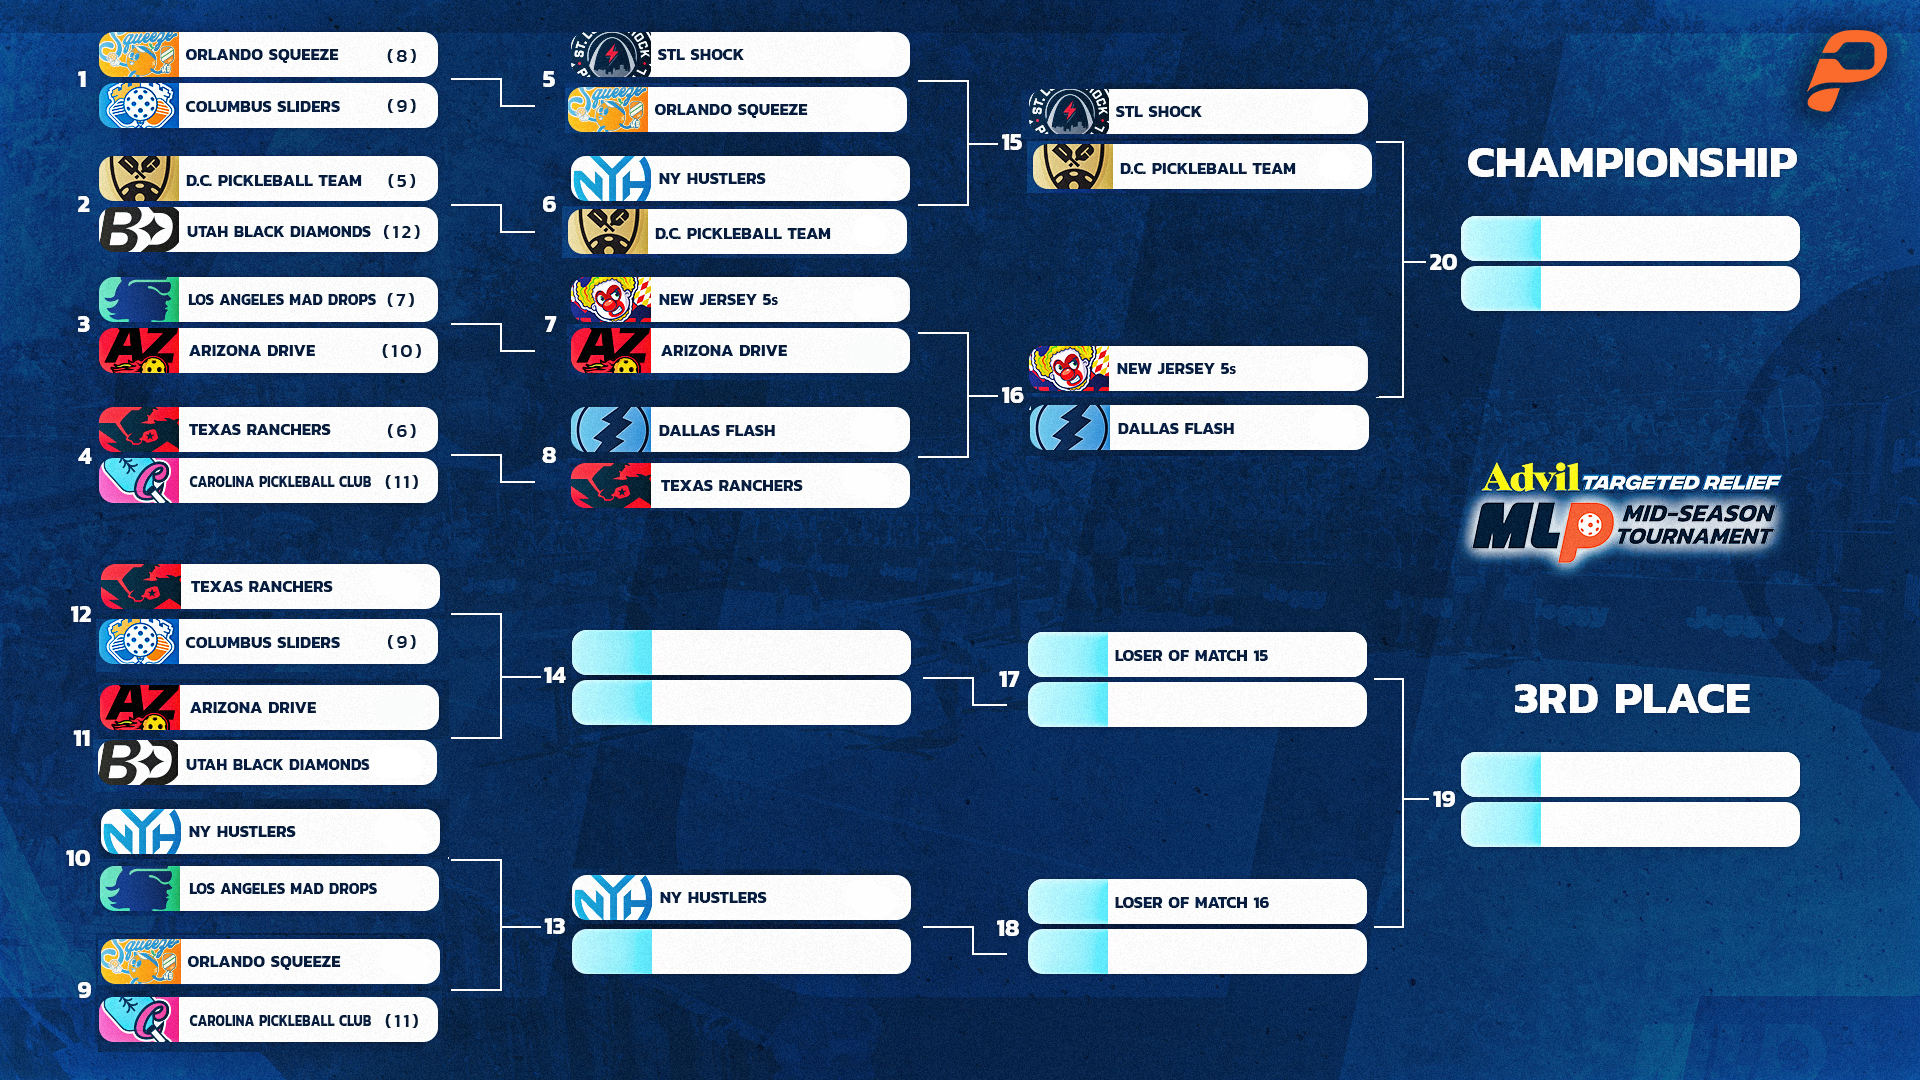 1
ORLANDO SQUEEZE (8)
COLUMBUS SLIDERS (9)
2
D.C. PICKLEBALL TEAM (5)
UTAH BLACK DIAMONDS (12)
3
LOS ANGELES MAD DROPS (7)
ARIZONA DRIVE (10)
4
TEXAS RANCHERS (6)
CAROLINA PICKLEBALL CLUB (11)
5
STL SHOCK
ORLANDO SQUEEZE
6
NY HUSTLERS
D.C. PICKLEBALL TEAM
7
NEW JERSEY 5s
ARIZONA DRIVE
8
DALLAS FLASH
TEXAS RANCHERS
15
STL SHOCK
D.C. PICKLEBALL TEAM
16
NEW JERSEY 5s
DALLAS FLASH
CHAMPIONSHIP
20
Advil TARGETED RELIEF
MLP MID-SEASON
TOURNAMENT
12
TEXAS RANCHERS
COLUMBUS SLIDERS (9)
11
ARIZONA DRIVE
UTAH BLACK DIAMONDS
10
NY HUSTLERS
LOS ANGELES MAD DROPS
9
ORLANDO SQUEEZE
CAROLINA PICKLEBALL CLUB (11)
14
13
NY HUSTLERS
17
LOSER OF MATCH 15
18
LOSER OF MATCH 16
3RD PLACE
19